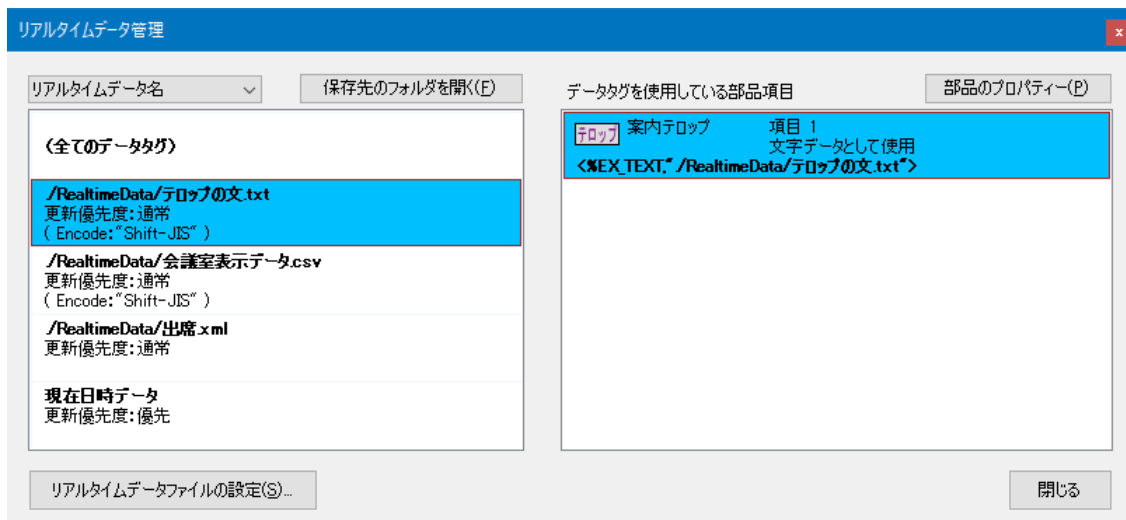 リアルタイムデータ管理
x
リアルタイムデータ名
保存先のフォルダを開く(F)
データタグを使用している部品項目
部品のプロパティー(P)
(全てのデータタグ)
./RealtimeData/テロップの文.txt
更新優先度:通常
( Encode:"Shift-JIS" )
./RealtimeData/会議室表示データ.csv
更新優先度:通常
( Encode:"Shift-JIS" )
./RealtimeData/出席.xml
更新優先度:通常
現在日時データ
更新優先度:優先
テロップ 案内テロップ 項目 1
文字データとして使用
<%EX_TEXT,"./RealtimeData/テロップの文.txt">
リアルタイムデータファイルの設定(S)...
閉じる